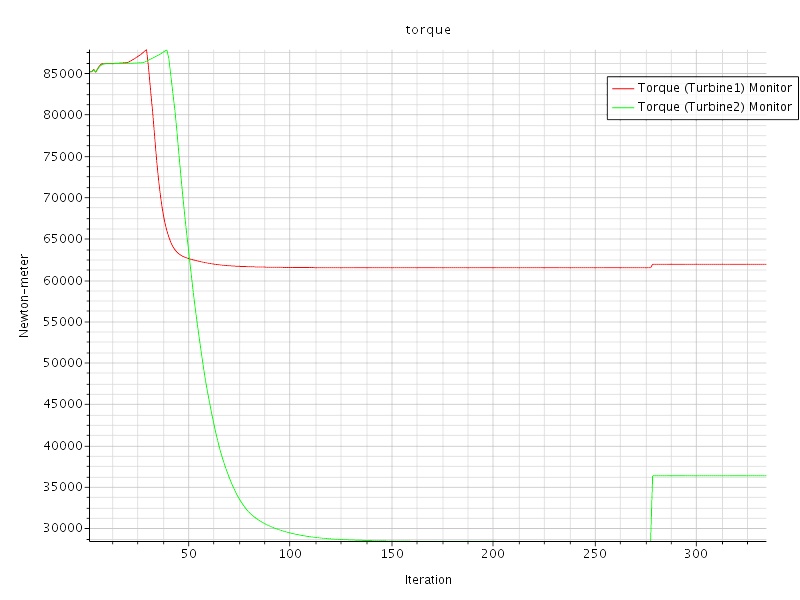 torque
Torque (Turbine1) Monitor
Torque (Turbine2) Monitor
85000
80000
75000
70000
65000
60000
55000
50000
45000
40000
35000
30000
Newton-meter
50 100 150 200 250 300
Iteration